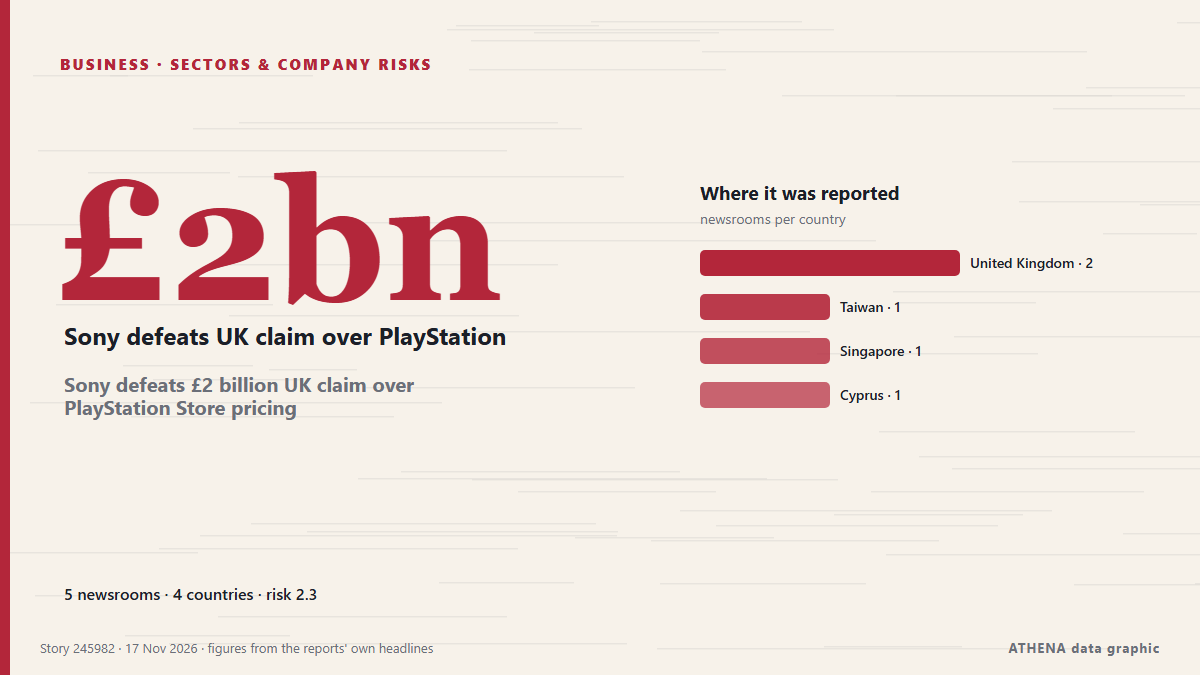 BUSINESS · SECTORS & COMPANY RISKS
£2bn
Sony defeats UK claim over PlayStation
Sony defeats £2 billion UK claim over
PlayStation Store pricing
Where it was reported
newsrooms per country
United Kingdom · 2
Taiwan · 1
Singapore · 1
Cyprus · 1
5 newsrooms · 4 countries · risk 2.3
Story 245982 · 17 Nov 2026 · figures from the reports' own headlines
ATHENA data graphic